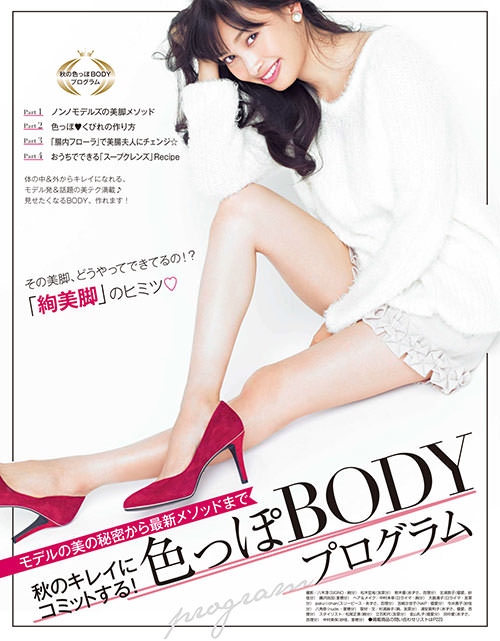 秋の色っぽBODY
プログラム
Part 1 ノンノモデルズの美脚メソッド
Part 2 色っぽ♥くびれの作り方
Part 3 「腸内フローラ」で美腸夫人にチェンジ☆
Part 4 おうちでできる「スープクレンズ」Recipe
体の中&外からキレイになれる、
モデル発&話題の美テク満載♪
見せたくなるBODY、作れます!
その美脚、どうやってできてるの!?
「絢美脚」のヒミツ♡
モデルの美の秘密から最新メソッドまで
秋のキレイに
コミットする!
色っぽBODY
プログラム
program